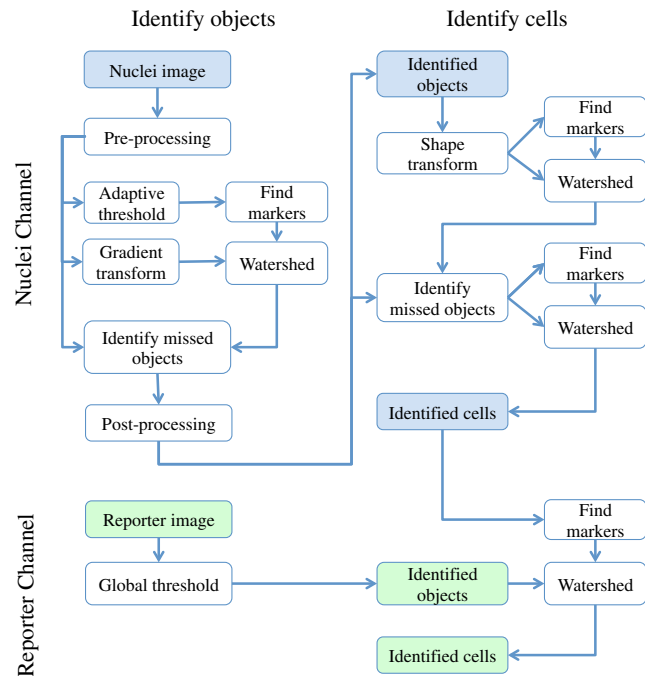 Identify objects
Identify cells
Nuclei Channel
Nuclei image
Pre-processing
Adaptive
threshold
Find
markers
Gradient
transform
Watershed
Identify missed
objects
Post-processing
Identified
objects
Shape
transform
Find
markers
Watershed
Identify
missed objects
Find
markers
Watershed
Identified cells
Reporter Channel
Reporter image
Global threshold
Identified
objects
Find
markers
Watershed
Identified cells